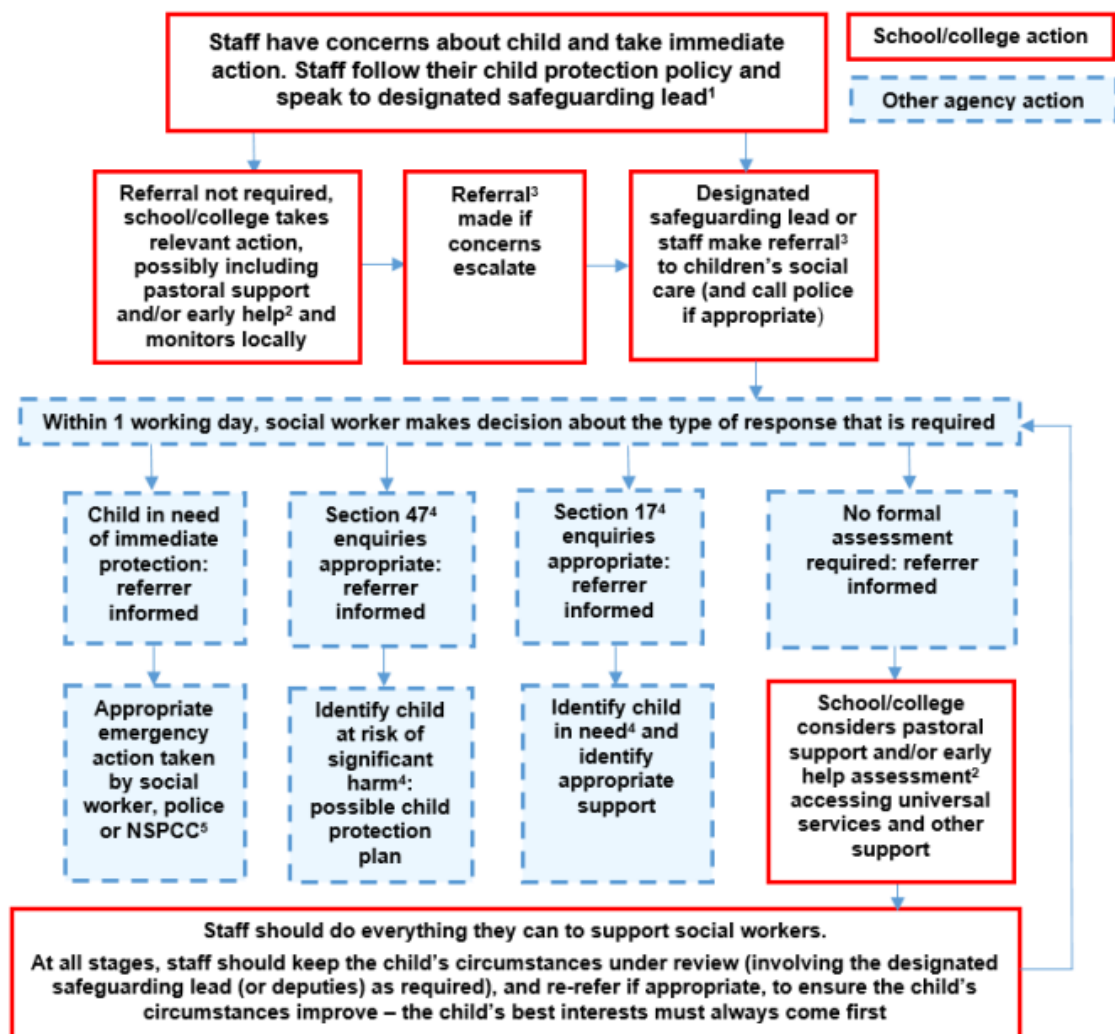 Staff have concerns about child and take immediate
action. Staff follow their child protection policy and
speak to designated safeguarding lead¹
School/college action
Other agency action
Referral not required,
school/college takes
relevant action,
possibly including
pastoral support
and/or early help² and
monitors locally
Referral³
made if
concerns
escalate
Designated
safeguarding lead or
staff make referral³
to children's social
care (and call police
if appropriate)
Within 1 working day, social worker makes decision about the type of response that is required
Child in need
of immediate
protection:
referrer
informed
Section 47⁴
enquiries
appropriate:
referrer
informed
Section 17⁴
enquiries
appropriate:
referrer
informed
No formal
assessment
required: referrer
informed
Appropriate
emergency
action taken
by social
worker, police
or NSPCC⁵
Identify child
at risk of
significant
harm⁴:
possible child
protection
plan
Identify child
in need⁴ and
identify
appropriate
support
School/college
considers pastoral
support and/or early
help assessment²
accessing universal
services and other
support
Staff should do everything they can to support social workers.
At all stages, staff should keep the child's circumstances under review (involving the designated
safeguarding lead (or deputies) as required), and re-refer if appropriate, to ensure the child's
circumstances improve – the child's best interests must always come first